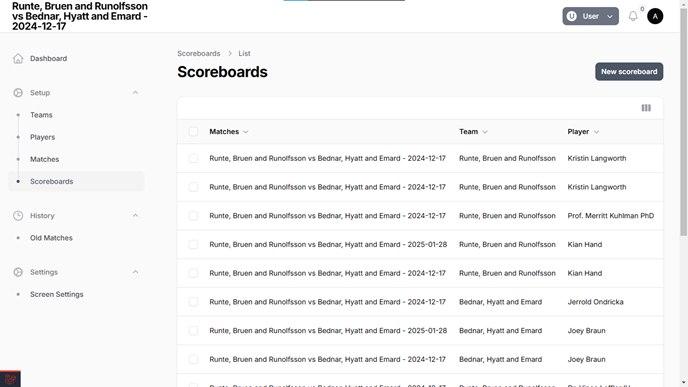 Runte, Bruen and Runolfsson
vs Bednar, Hyatt and Emard -
2024-12-17
U User
0
A
Dashboard
Setup
Teams
Players
Matches
Scoreboards
History
Old Matches
Settings
Screen Settings
Scoreboards > List
Scoreboards
New scoreboard
Matches Team Player
Runte, Bruen and Runolfsson vs Bednar, Hyatt and Emard - 2024-12-17 Runte, Bruen and Runolfsson Kristin Langworth
Runte, Bruen and Runolfsson vs Bednar, Hyatt and Emard - 2024-12-17 Runte, Bruen and Runolfsson Kristin Langworth
Runte, Bruen and Runolfsson vs Bednar, Hyatt and Emard - 2024-12-17 Runte, Bruen and Runolfsson Prof. Merritt Kuhlman PhD
Runte, Bruen and Runolfsson vs Bednar, Hyatt and Emard - 2025-01-28 Runte, Bruen and Runolfsson Kian Hand
Runte, Bruen and Runolfsson vs Bednar, Hyatt and Emard - 2024-12-17 Runte, Bruen and Runolfsson Kian Hand
Runte, Bruen and Runolfsson vs Bednar, Hyatt and Emard - 2024-12-17 Bednar, Hyatt and Emard Jerrold Ondricka
Runte, Bruen and Runolfsson vs Bednar, Hyatt and Emard - 2025-01-28 Bednar, Hyatt and Emard Joey Braun
Runte, Bruen and Runolfsson vs Bednar, Hyatt and Emard - 2024-12-17 Bednar, Hyatt and Emard Joey Braun